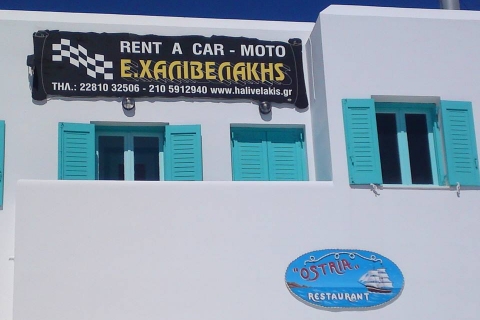 RENT A CAR - MOTO
Ε.ΧΑΛΙΒΕΛΑΚΗΣ
ΤΗΛ.: 22810 32506 - 210 5912940 www.halivelakis.gr
"OSTRIA"
RESTAURANT